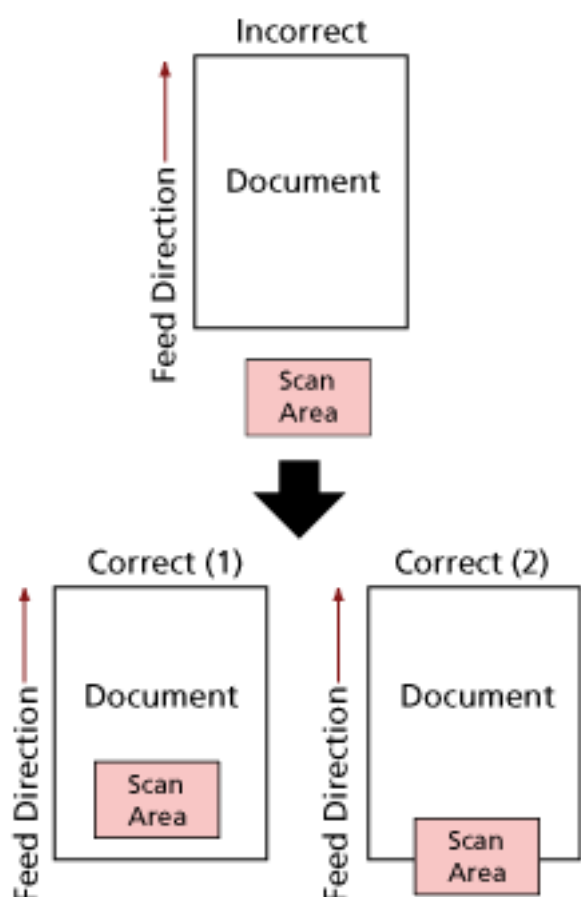 Incorrect
Feed Direction
Document
Scan
Area
Correct (1)
Feed Direction
Document
Scan
Area
Correct (2)
Feed Direction
Document
Scan
Area